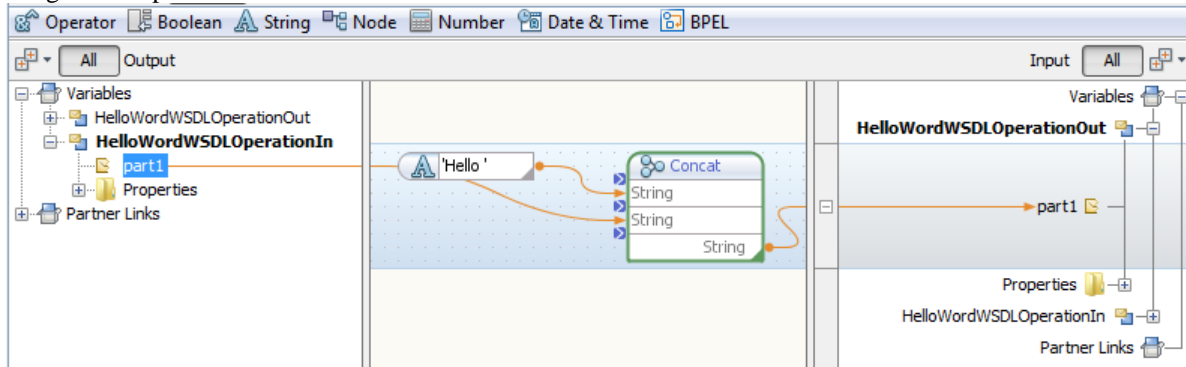 Operator Boolean String Node Number Date & Time BPEL
All Output Input All
Variables
HelloWordWSDLOperationOut
HelloWordWSDLOperationIn
part1
Properties
Partner Links
'Hello '
Concat
String
String
String
Variables
HelloWordWSDLOperationOut
part1
Properties
HelloWordWSDLOperationIn
Partner Links